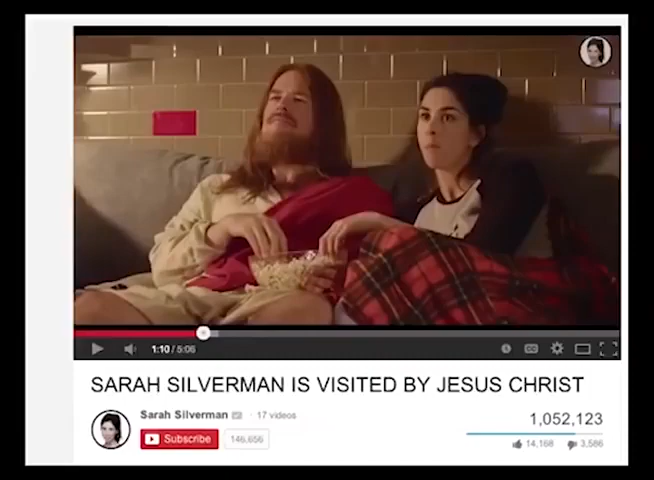 1:10 / 5:06
CC
SARAH SILVERMAN IS VISITED BY JESUS CHRIST
Sarah Silverman · 17 videos
Subscribe 146,656
1,052,123
14,168 3,586